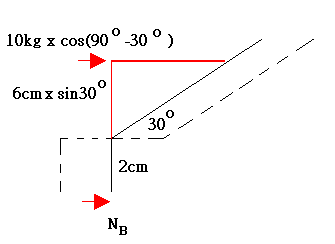 10kg x cos(90° -30° )
6cm x sin30°
30°
2cm
N_B